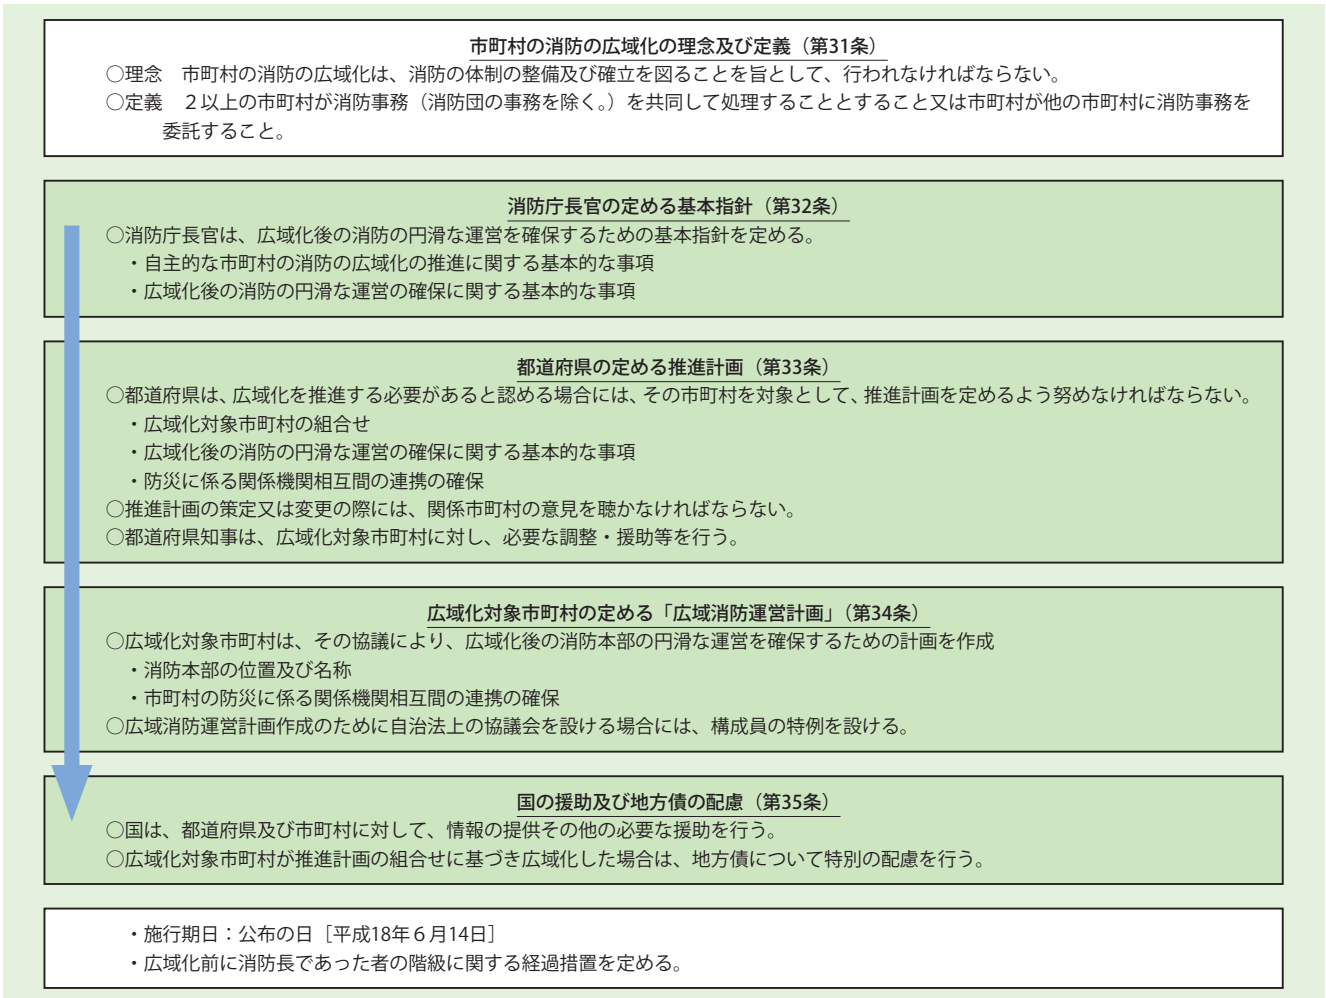 市町村の消防の広域化の理念及び定義（第31条）
○理念　市町村の消防の広域化は、消防の体制の整備及び確立を図ることを旨として、行われなければならない。
○定義　２以上の市町村が消防事務（消防団の事務を除く。）を共同して処理することとすること又は市町村が他の市町村に消防事務を
委託すること。
消防庁長官の定める基本指針（第32条）
○消防庁長官は、広域化後の消防の円滑な運営を確保するための基本指針を定める。
・自主的な市町村の消防の広域化の推進に関する基本的な事項
・広域化後の消防の円滑な運営の確保に関する基本的な事項
都道府県の定める推進計画（第33条）
○都道府県は、広域化を推進する必要があると認める場合には、その市町村を対象として、推進計画を定めるよう努めなければならない。
・広域化対象市町村の組合せ
・広域化後の消防の円滑な運営の確保に関する基本的な事項
・防災に係る関係機関相互間の連携の確保
○推進計画の策定又は変更の際には、関係市町村の意見を聴かなければならない。
○都道府県知事は、広域化対象市町村に対し、必要な調整・援助等を行う。
広域化対象市町村の定める「広域消防運営計画」（第34条）
○広域化対象市町村は、その協議により、広域化後の消防本部の円滑な運営を確保するための計画を作成
・消防本部の位置及び名称
・市町村の防災に係る関係機関相互間の連携の確保
○広域消防運営計画作成のために自治法上の協議会を設ける場合には、構成員の特例を設ける。
国の援助及び地方債の配慮（第35条）
○国は、都道府県及び市町村に対して、情報の提供その他の必要な援助を行う。
○広域化対象市町村が推進計画の組合せに基づき広域化した場合は、地方債について特別の配慮を行う。
・施行期日：公布の日［平成18年６月14日］
・広域化前に消防長であった者の階級に関する経過措置を定める。